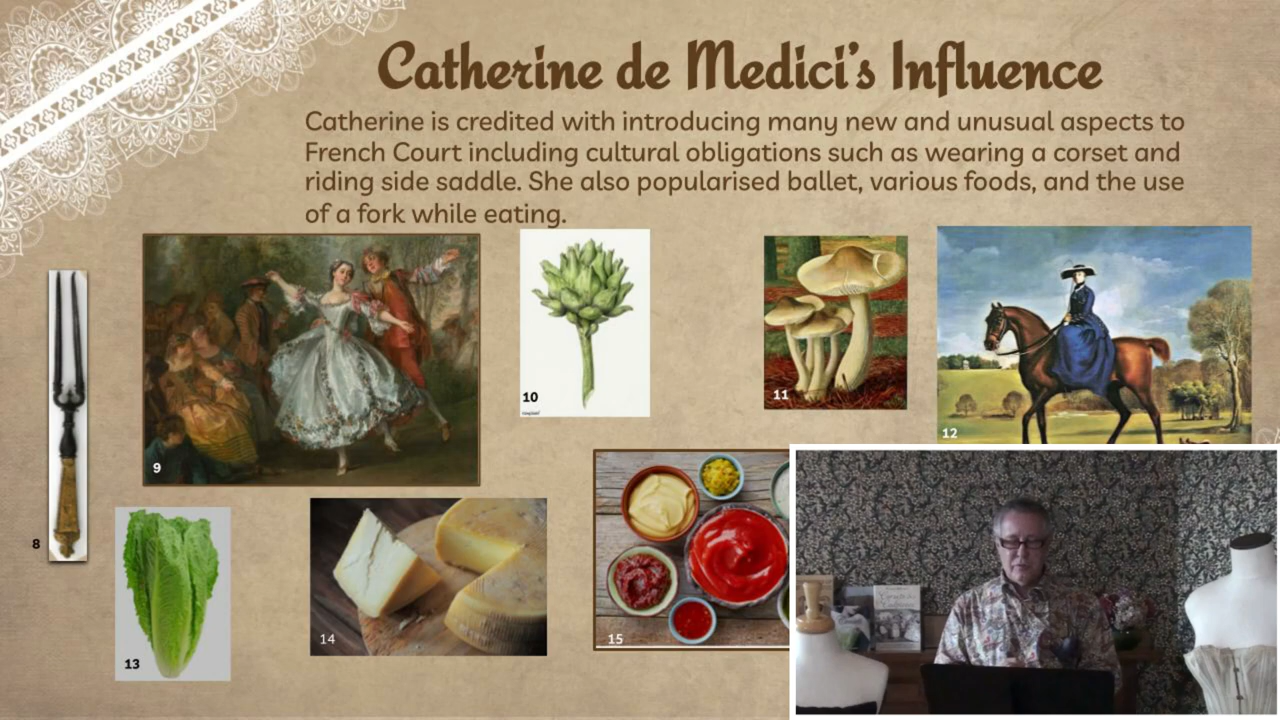 Catherine de Medici's Influence
Catherine is credited with introducing many new and unusual aspects to
French Court including cultural obligations such as wearing a corset and
riding side saddle. She also popularised ballet, various foods, and the use
of a fork while eating.
8
9
10
11
12
13
14
15